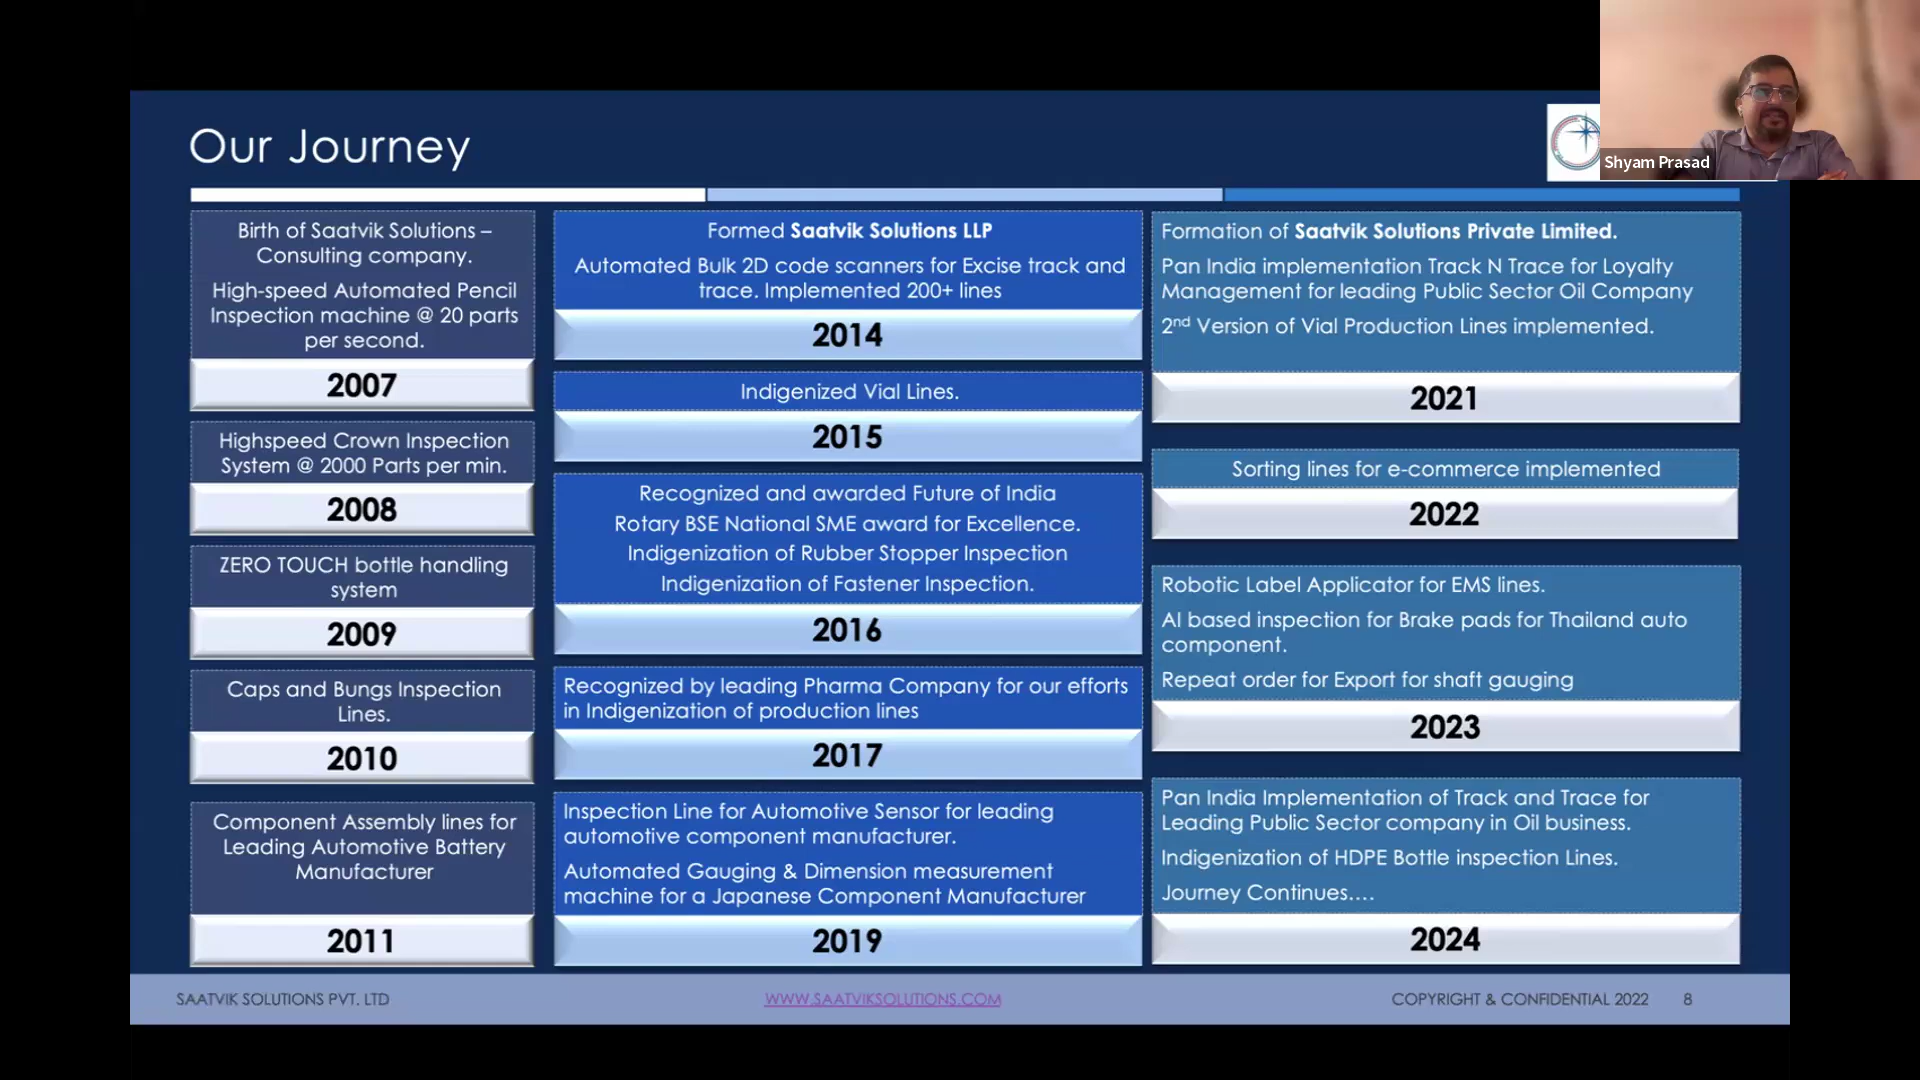 Our Journey
Shyam Prasad
Birth of Saatvik Solutions –
Consulting company.
High-speed Automated Pencil
Inspection machine @ 20 parts
per second.
2007
Highspeed Crown Inspection
System @ 2000 Parts per min.
2008
ZERO TOUCH bottle handling
system
2009
Caps and Bungs Inspection
Lines.
2010
Component Assembly lines for
Leading Automotive Battery
Manufacturer
2011
Formed Saatvik Solutions LLP
Automated Bulk 2D code scanners for Excise track and
trace. Implemented 200+ lines
2014
Indigenized Vial Lines.
2015
Recognized and awarded Future of India
Rotary BSE National SME award for Excellence.
Indigenization of Rubber Stopper Inspection
Indigenization of Fastener Inspection.
2016
Recognized by leading Pharma Company for our efforts
in Indigenization of production lines
2017
Inspection Line for Automotive Sensor for leading
automotive component manufacturer.
Automated Gauging & Dimension measurement
machine for a Japanese Component Manufacturer
2019
Formation of Saatvik Solutions Private Limited.
Pan India implementation Track N Trace for Loyalty
Management for leading Public Sector Oil Company
2nd Version of Vial Production Lines implemented.
2021
Sorting lines for e-commerce implemented
2022
Robotic Label Applicator for EMS lines.
AI based inspection for Brake pads for Thailand auto
component.
Repeat order for Export for shaft gauging
2023
Pan India Implementation of Track and Trace for
Leading Public Sector company in Oil business.
Indigenization of HDPE Bottle inspection Lines.
Journey Continues....
2024
SAATVIK SOLUTIONS PVT. LTD
WWW.SAATVIKSOLUTIONS.COM
COPYRIGHT & CONFIDENTIAL 2022
8